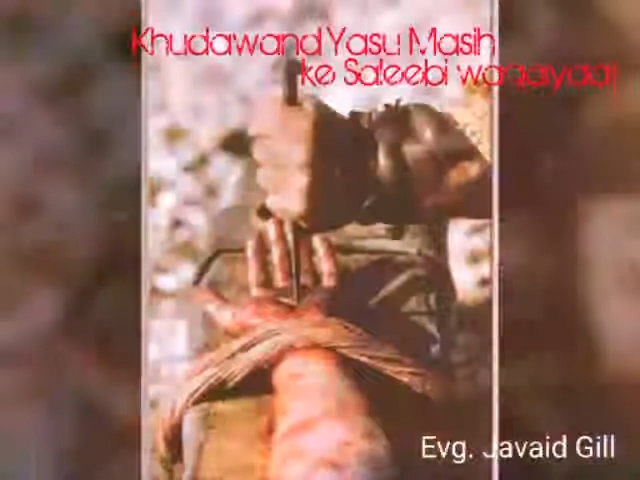 Khudawand Yasu Masih
ke Saleebi waqaiyaat
Evg. Javaid Gill